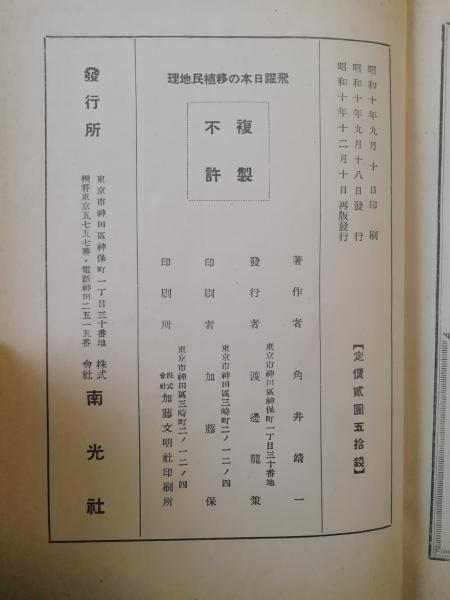 昭和十年九月十日印刷
昭和十年九月十八日發行
昭和十年十二月十日再版發行
【定價貳圓五拾錢】
飛躍日本の移植民地理
複製
不許
著作者 角井靖一
東京市神田區神保町一丁目三十番地
發行者 渡邊龍策
東京市神田區三崎町二ノ一二ノ四
印刷者 加藤保
東京市神田區三崎町二ノ一二ノ四
印刷所 株式會社 加藤文明社印刷所
發行所
東京市神田區神保町一丁目三十番地
振替東京五七五七番・電話神田二五一五番
株式會社 南光社